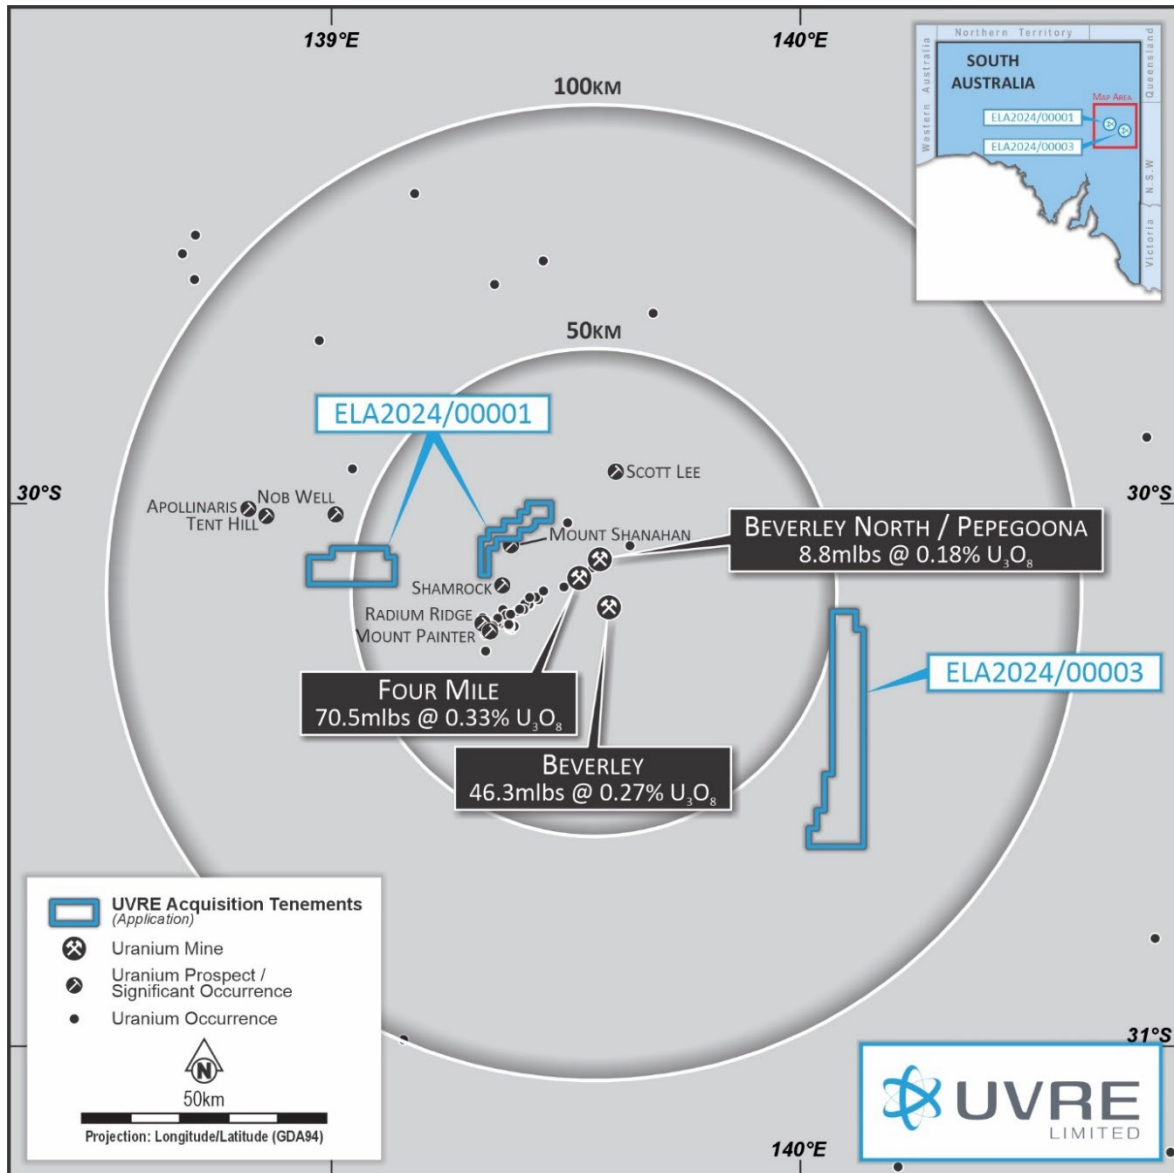 139°E
140°E
100KM
50KM
Northern Territory
Western Australia
SOUTH
AUSTRALIA
Queensland
MAP AREA
ELA2024/00001
ELA2024/00003
N.S.W
Victoria
ELA2024/00001
30°S
30°S
SCOTT LEE
APOLLINARIS
NOB WELL
TENT HILL
MOUNT SHANAHAN
BEVERLEY NORTH / PEPEGOONA
8.8mlbs @ 0.18% U₃O₈
SHAMROCK
RADIUM RIDGE
MOUNT PAINTER
FOUR MILE
70.5mlbs @ 0.33% U₃O₈
ELA2024/00003
BEVERLEY
46.3mlbs @ 0.27% U₃O₈
UVRE Acquisition Tenements
(Application)
Uranium Mine
Uranium Prospect /
Significant Occurrence
Uranium Occurrence
N
50km
Projection: Longitude/Latitude (GDA94)
31°S
UVRE
LIMITED
140°E